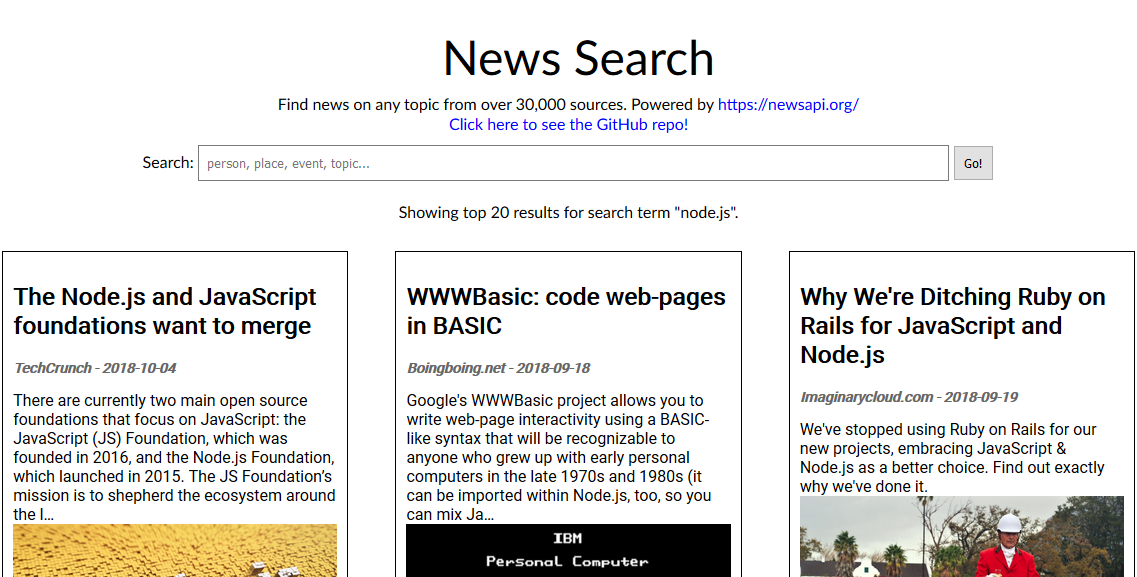 News Search
Find news on any topic from over 30,000 sources. Powered by https://newsapi.org/
Click here to see the GitHub repo!
Search: person, place, event, topic... Go!
Showing top 20 results for search term "node.js".
The Node.js and JavaScript
foundations want to merge
TechCrunch - 2018-10-04
There are currently two main open source
foundations that focus on JavaScript: the
JavaScript (JS) Foundation, which was
founded in 2016, and the Node.js Foundation,
which launched in 2015. The JS Foundation’s
mission is to shepherd the ecosystem around
the l…
WWWBasic: code web-pages
in BASIC
Boingboing.net - 2018-09-18
Google's WWWBasic project allows you to
write web-page interactivity using a BASIC-
like syntax that will be recognizable to
anyone who grew up with early personal
computers in the late 1970s and 1980s (it
can be imported within Node.js, too, so you
can mix Ja…
IBM
Personal Computer
Why We're Ditching Ruby on
Rails for JavaScript and
Node.js
Imaginarycloud.com - 2018-09-19
We've stopped using Ruby on Rails for our
new projects, embracing JavaScript &
Node.js as a better choice. Find out exactly
why we've done it.